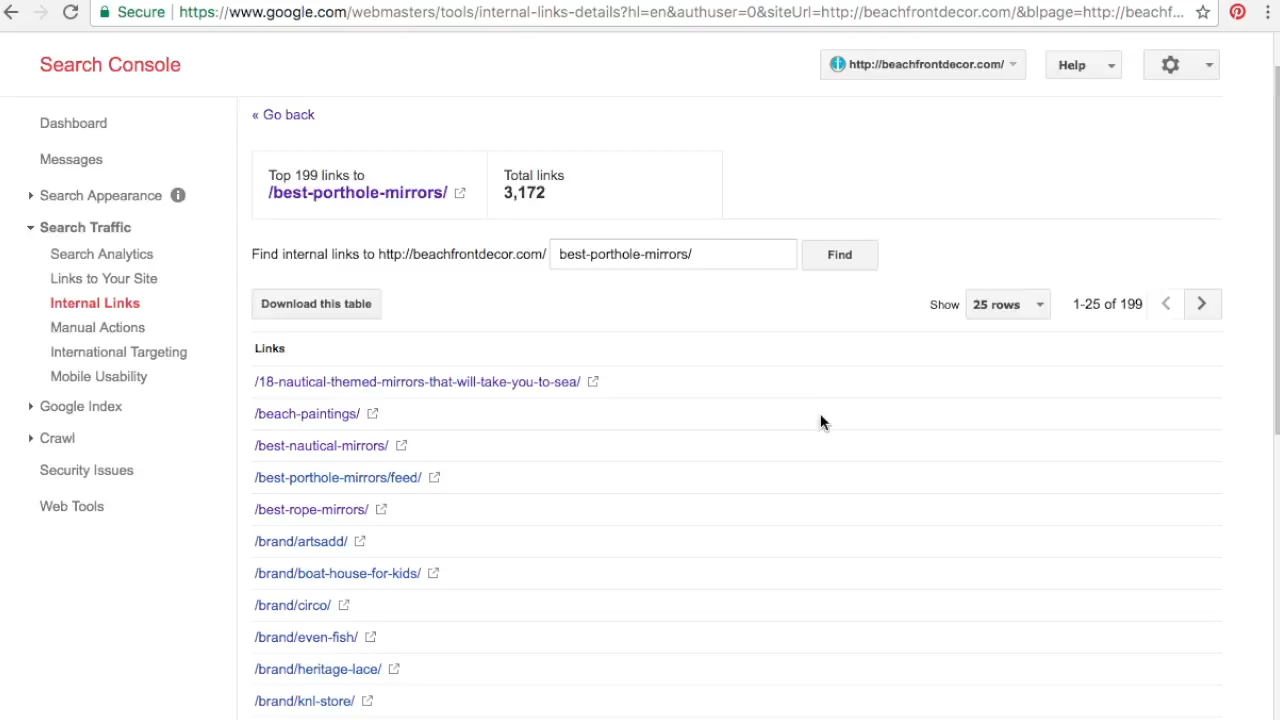 Secure https://www.google.com/webmasters/tools/internal-links-details?hl=en&authuser=0&siteUrl=http://beachfrontdecor.com/&blpage=http://beachf...
Search Console
http://beachfrontdecor.com/
Help
« Go back
Dashboard
Messages
Search Appearance
Search Traffic
Search Analytics
Links to Your Site
Internal Links
Manual Actions
International Targeting
Mobile Usability
Google Index
Crawl
Security Issues
Web Tools
Top 199 links to
/best-porthole-mirrors/
Total links
3,172
Find internal links to http://beachfrontdecor.com/ best-porthole-mirrors/ Find
Download this table
Show 25 rows 1-25 of 199
Links
/18-nautical-themed-mirrors-that-will-take-you-to-sea/
/beach-paintings/
/best-nautical-mirrors/
/best-porthole-mirrors/feed/
/best-rope-mirrors/
/brand/artsadd/
/brand/boat-house-for-kids/
/brand/circo/
/brand/even-fish/
/brand/heritage-lace/
/brand/knl-store/